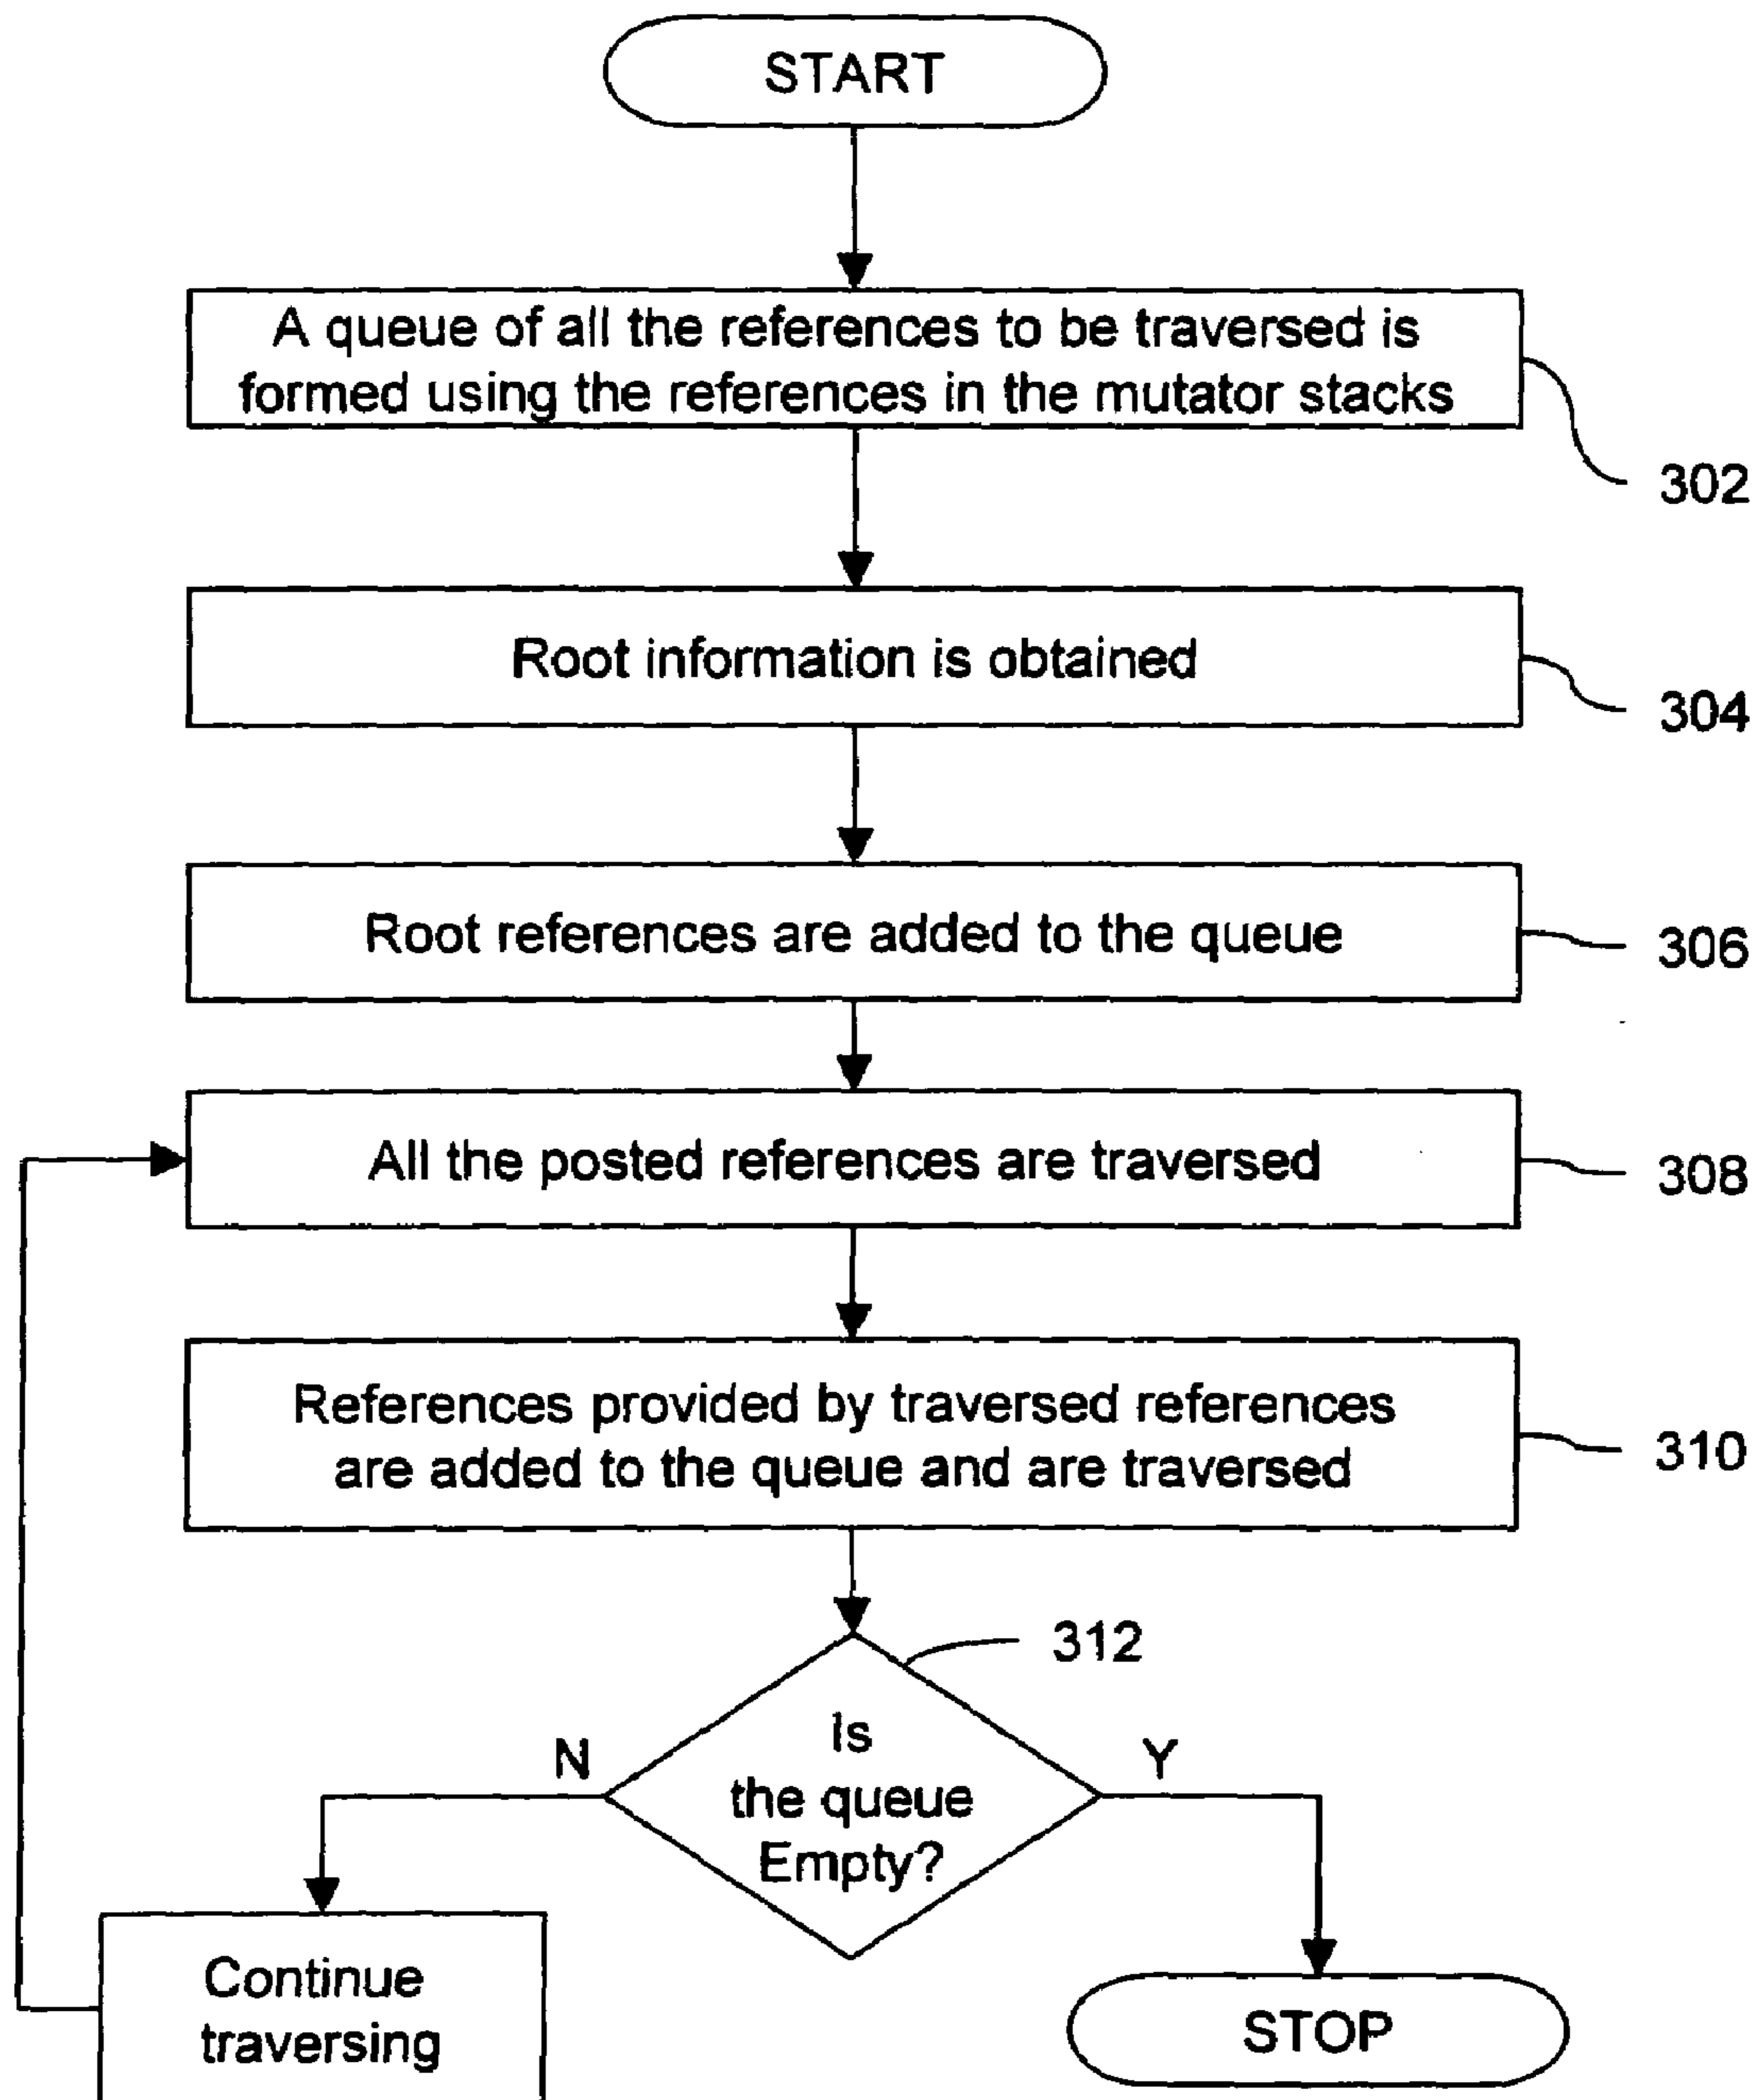 START
A queue of all the references to be traversed is
formed using the references in the mutator stacks
302
Root information is obtained
304
Root references are added to the queue
306
All the posted references are traversed
308
References provided by traversed references
are added to the queue and are traversed
310
312
Is
the queue
Empty?
N
Y
Continue
traversing
STOP